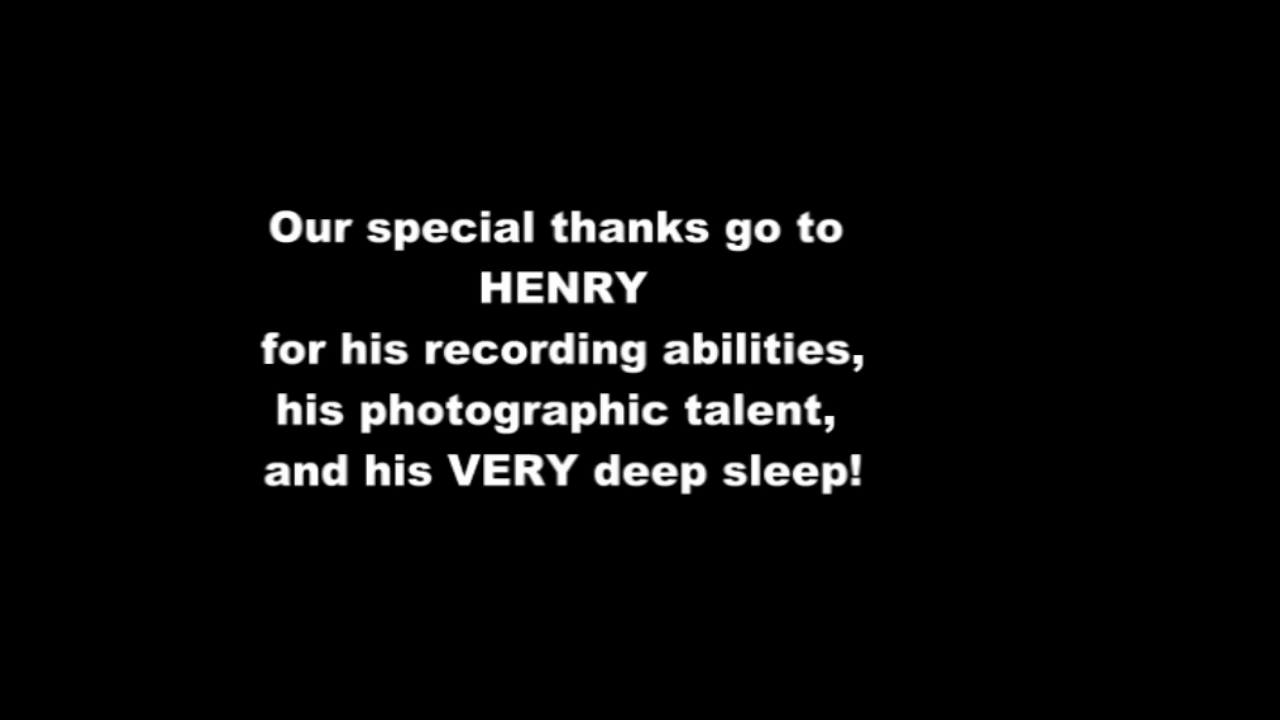 Our special thanks go to
HENRY
for his recording abilities,
his photographic talent,
and his VERY deep sleep!